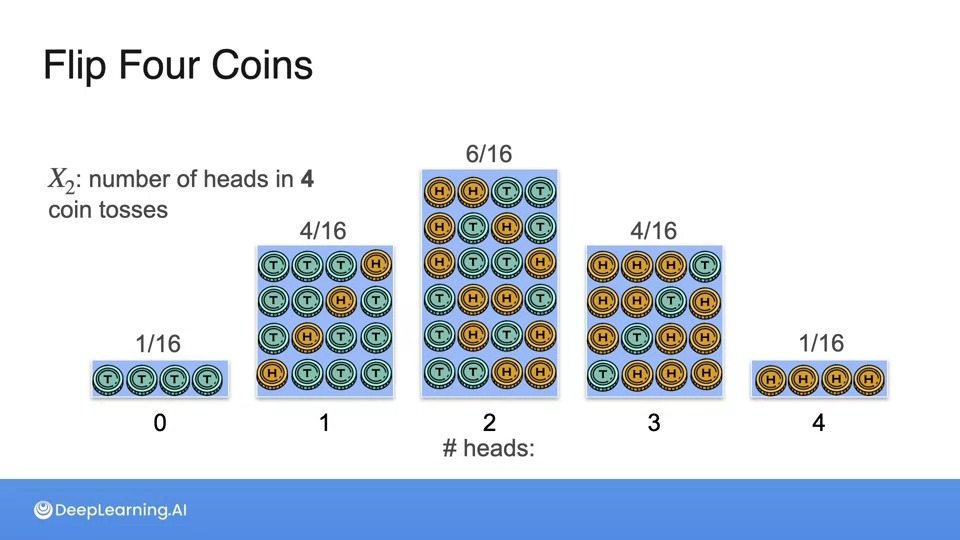 Flip Four Coins
X₂: number of heads in 4
coin tosses
1/16
4/16
6/16
4/16
1/16
T T T T
T T T H
T T H T
T H T T
H T T T
H H T T
H T H T
H T T H
T H H T
T H T H
T T H H
H H H T
H H T H
H T H H
T H H H
H H H H
0
1
2
3
4
# heads:
DeepLearning.AI